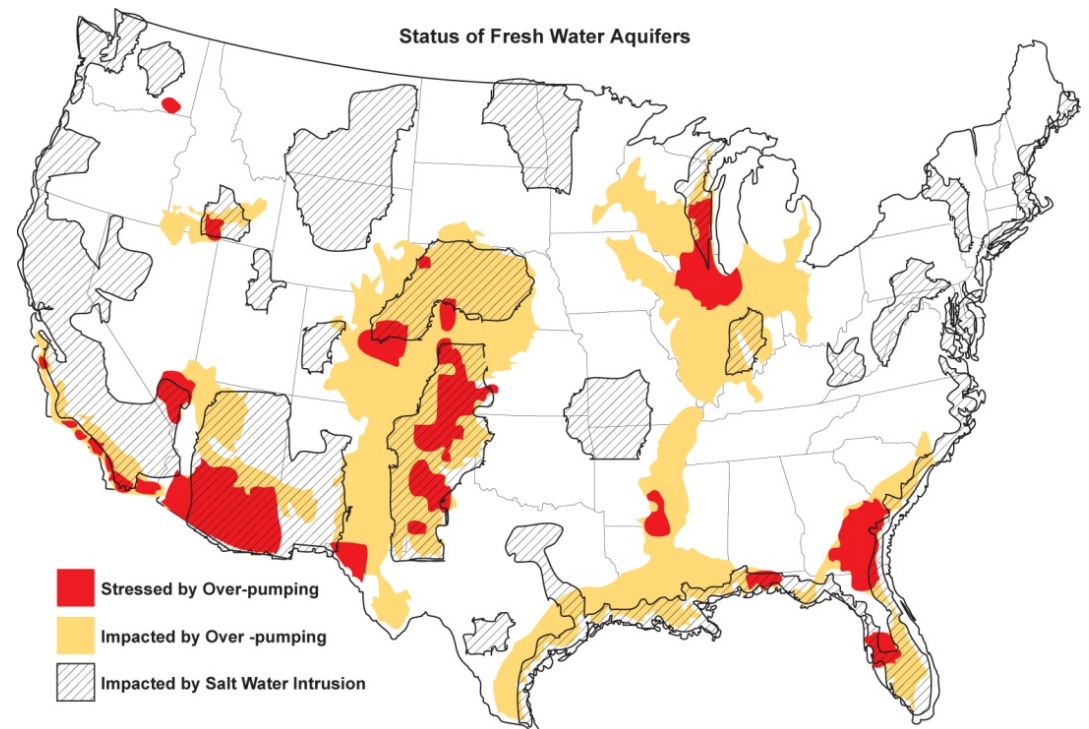 Status of Fresh Water Aquifers
Stressed by Over-pumping
Impacted by Over -pumping
Impacted by Salt Water Intrusion